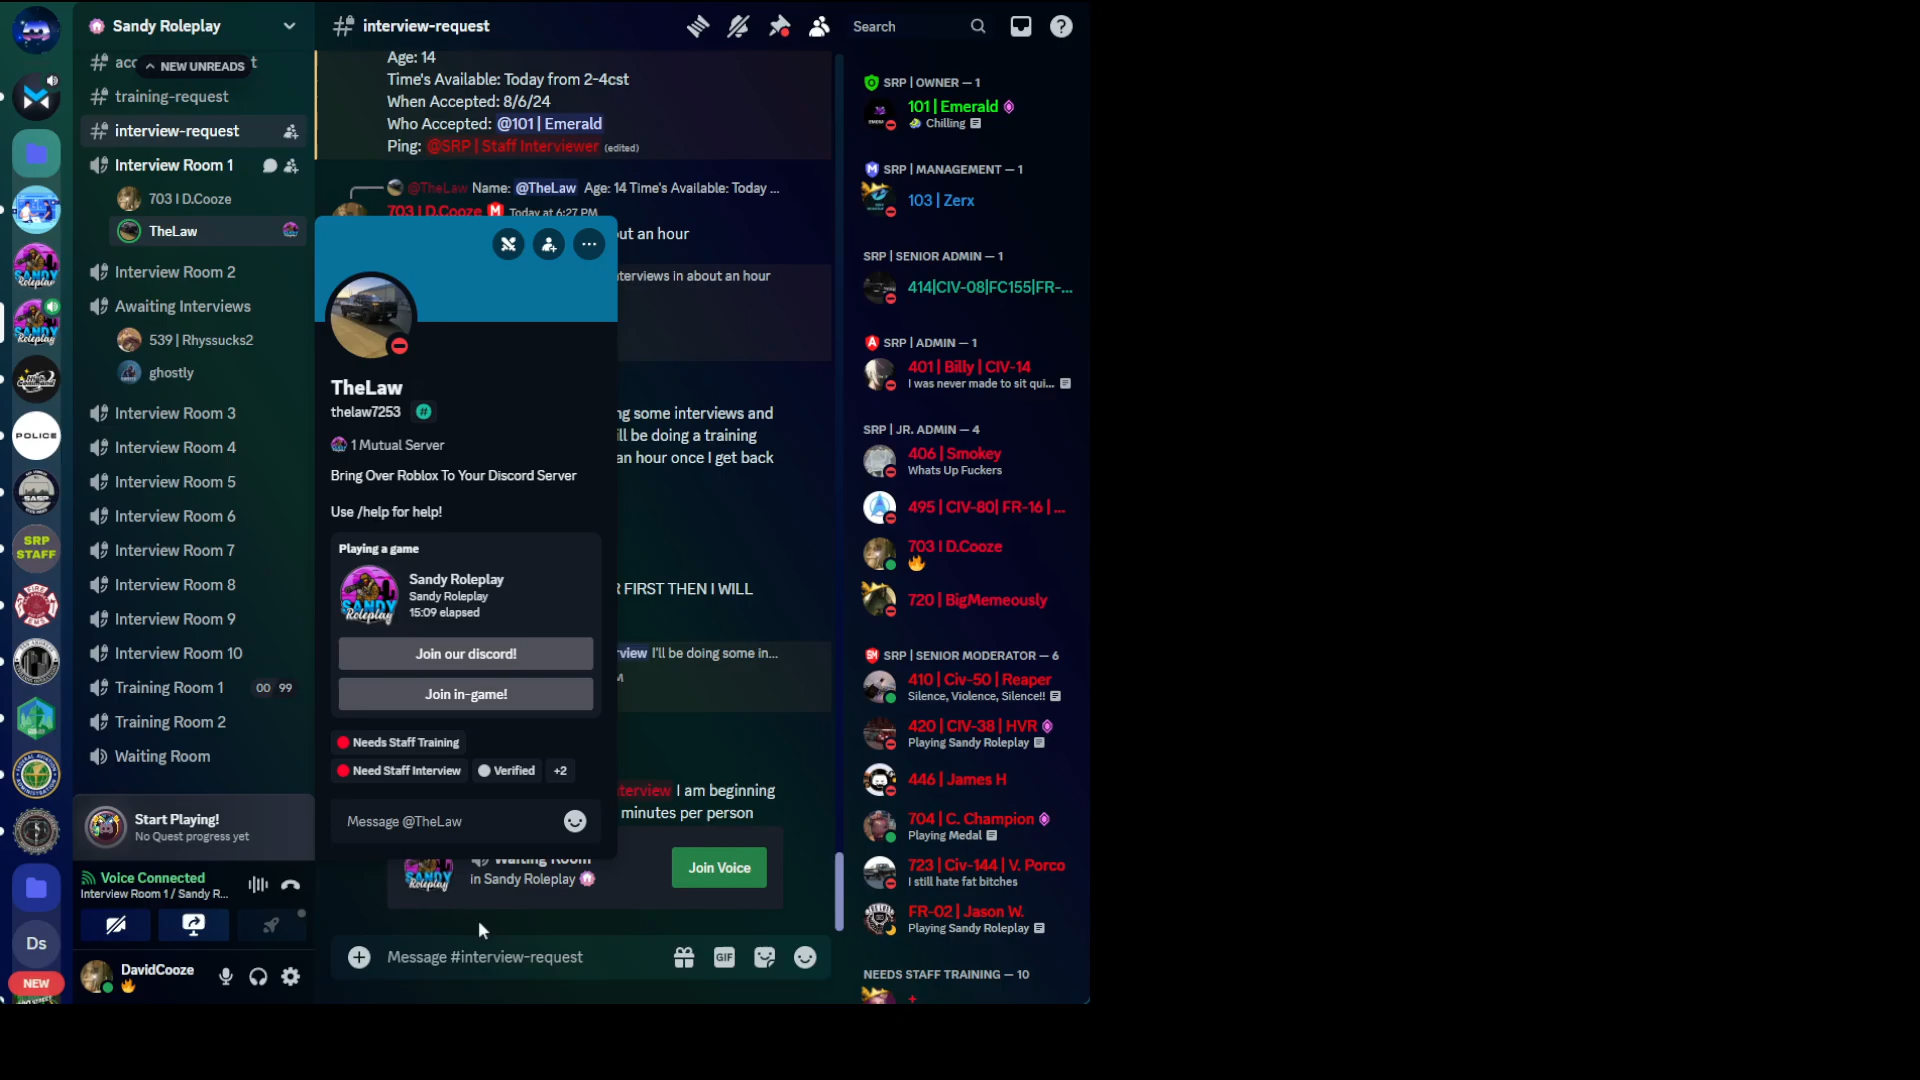 Sandy Roleplay
NEW UNREADS
training-request
interview-request
Interview Room 1
703 I D.Cooze
TheLaw
Interview Room 2
Awaiting Interviews
539 | Rhyssucks2
ghostly
Interview Room 3
Interview Room 4
Interview Room 5
Interview Room 6
Interview Room 7
Interview Room 8
Interview Room 9
Interview Room 10
Training Room 1 00 99
Training Room 2
Waiting Room
Start Playing!
No Quest progress yet
Voice Connected
Interview Room 1 / Sandy R...
DavidCooze
POLICE
SRP
STAFF
Ds
NEW
interview-request
Age: 14
Time's Available: Today from 2-4cst
When Accepted: 8/6/24
Who Accepted: @101 | Emerald
Ping: @SRP | Staff Interviewer (edited)
@TheLaw Name: @TheLaw Age: 14 Time's Available: Today ...
703 I D.Cooze Today at 6:27 PM
out an hour
nterviews in about an hour
ng some interviews and
ll be doing a training
an hour once I get back
R FIRST THEN I WILL
rview I'll be doing some in...
terview I am beginning
minutes per person
Waiting Room
in Sandy Roleplay
Join Voice
Message #interview-request
GIF
TheLaw
thelaw7253 #
1 Mutual Server
Bring Over Roblox To Your Discord Server
Use /help for help!
Playing a game
Sandy Roleplay
Sandy Roleplay
15:09 elapsed
Join our discord!
Join in-game!
Needs Staff Training
Need Staff Interview
Verified
+2
Message @TheLaw
Search
SRP | OWNER — 1
101 | Emerald
Chilling
SRP | MANAGEMENT — 1
103 | Zerx
SRP | SENIOR ADMIN — 1
414|CIV-08|FC155|FR-...
SRP | ADMIN — 1
401 | Billy | CIV-14
I was never made to sit qui...
SRP | JR. ADMIN — 4
406 | Smokey
Whats Up Fuckers
495 | CIV-80| FR-16 | ...
703 I D.Cooze
720 | BigMemeously
SRP | SENIOR MODERATOR — 6
410 | Civ-50 | Reaper
Silence, Violence, Silence!!
420 | CIV-38 | HVR
Playing Sandy Roleplay
446 | James H
704 | C. Champion
Playing Medal
723 | Civ-144 | V. Porco
I still hate fat bitches
FR-02 | Jason W.
Playing Sandy Roleplay
NEEDS STAFF TRAINING — 10